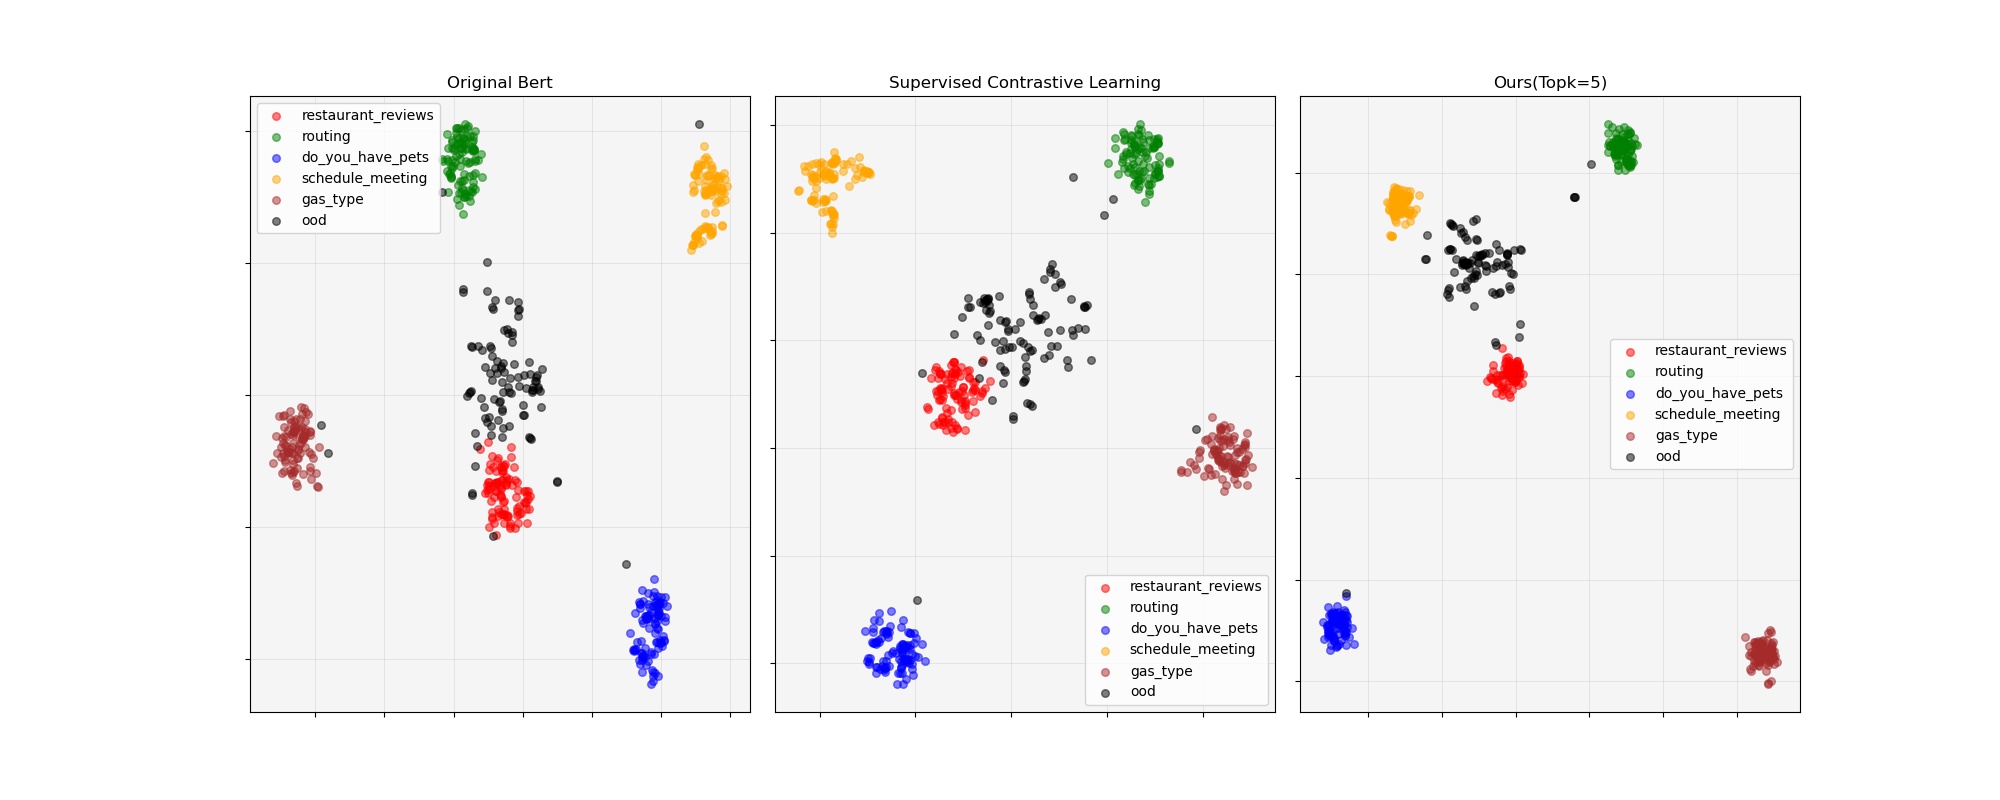 Original Bert
restaurant_reviews
routing
do_you_have_pets
schedule_meeting
gas_type
ood
Supervised Contrastive Learning
restaurant_reviews
routing
do_you_have_pets
schedule_meeting
gas_type
ood
Ours(Topk=5)
restaurant_reviews
routing
do_you_have_pets
schedule_meeting
gas_type
ood